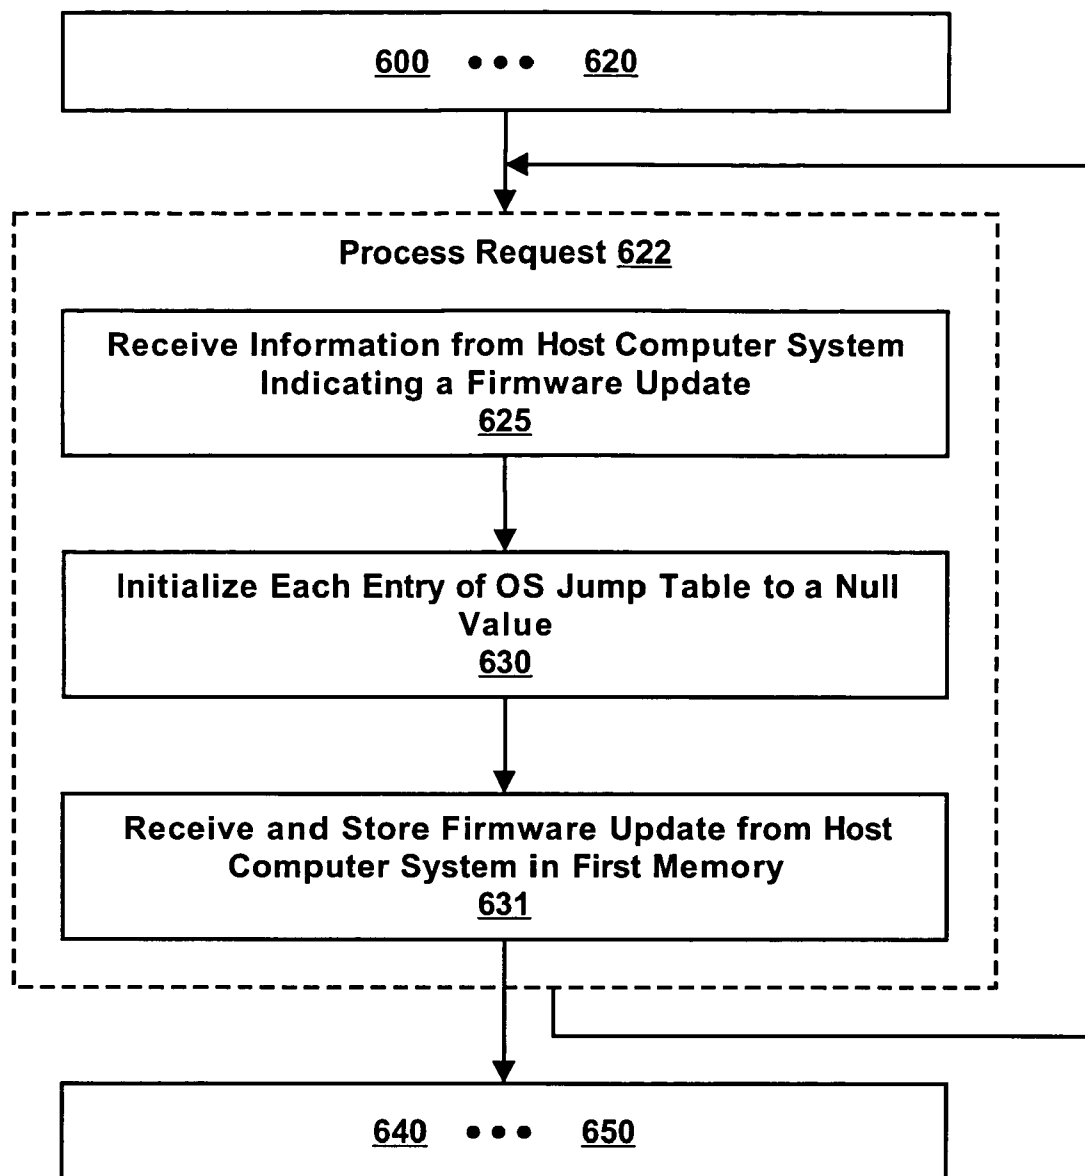 600 ••• 620
Process Request 622
Receive Information from Host Computer System
Indicating a Firmware Update
625
Initialize Each Entry of OS Jump Table to a Null
Value
630
Receive and Store Firmware Update from Host
Computer System in First Memory
631
640 ••• 650